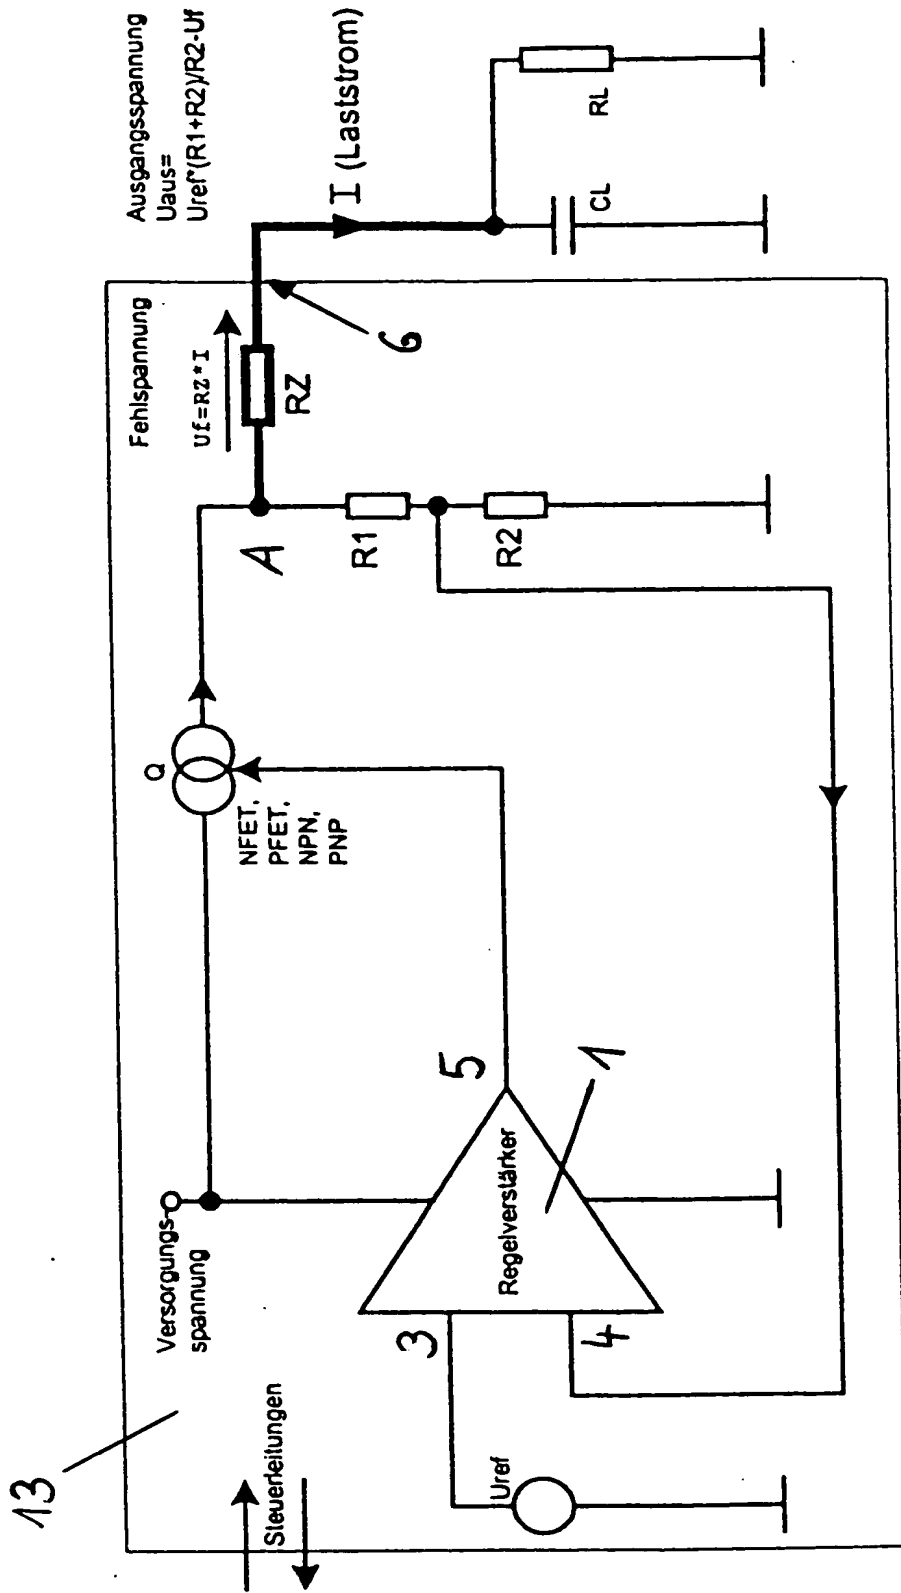 13
Steuerleitungen
Versorgungs-
spannung
Uref
3
4
Regelverstärker
1
5
Q
NFET,
PFET,
NPN,
PNP
A
R1
R2
Fehlspannung
Uf=RZ*I
RZ
6
Ausgangsspannung
Uaus=
Uref*(R1+R2)/R2-Uf
I (Laststrom)
CL
RL